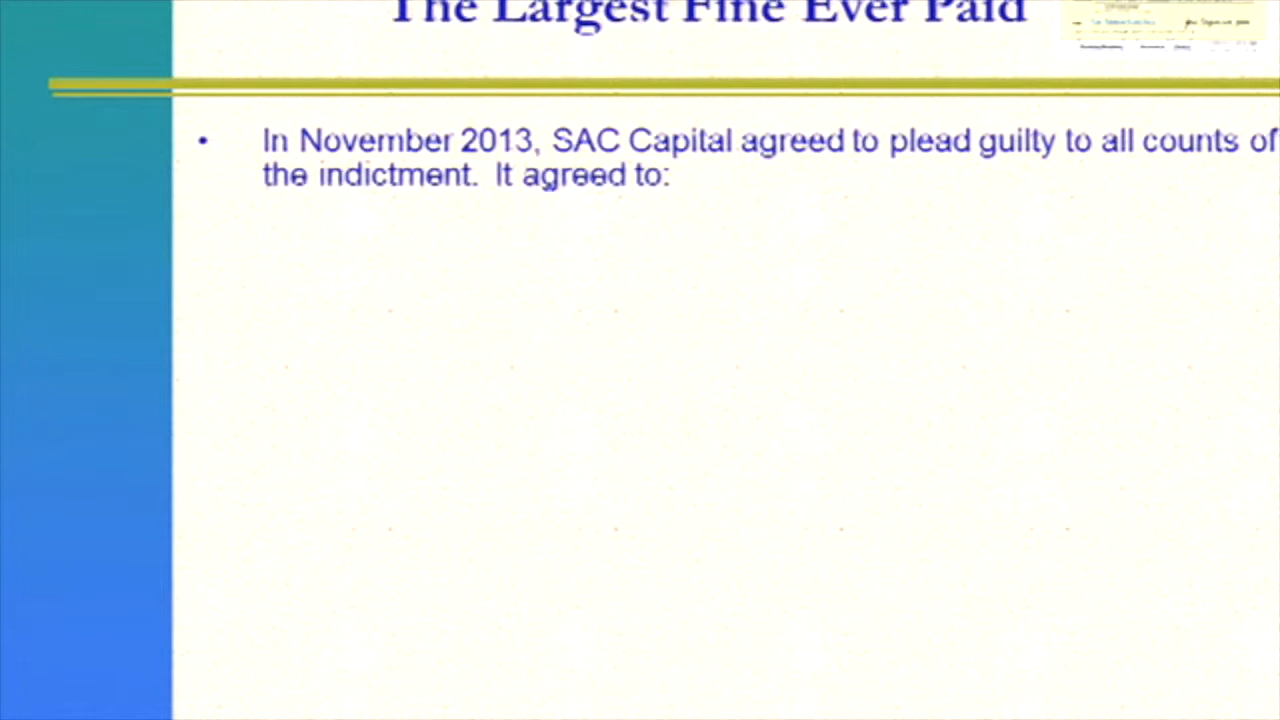 The Largest Fine Ever Paid
• In November 2013, SAC Capital agreed to plead guilty to all counts of
the indictment. It agreed to: